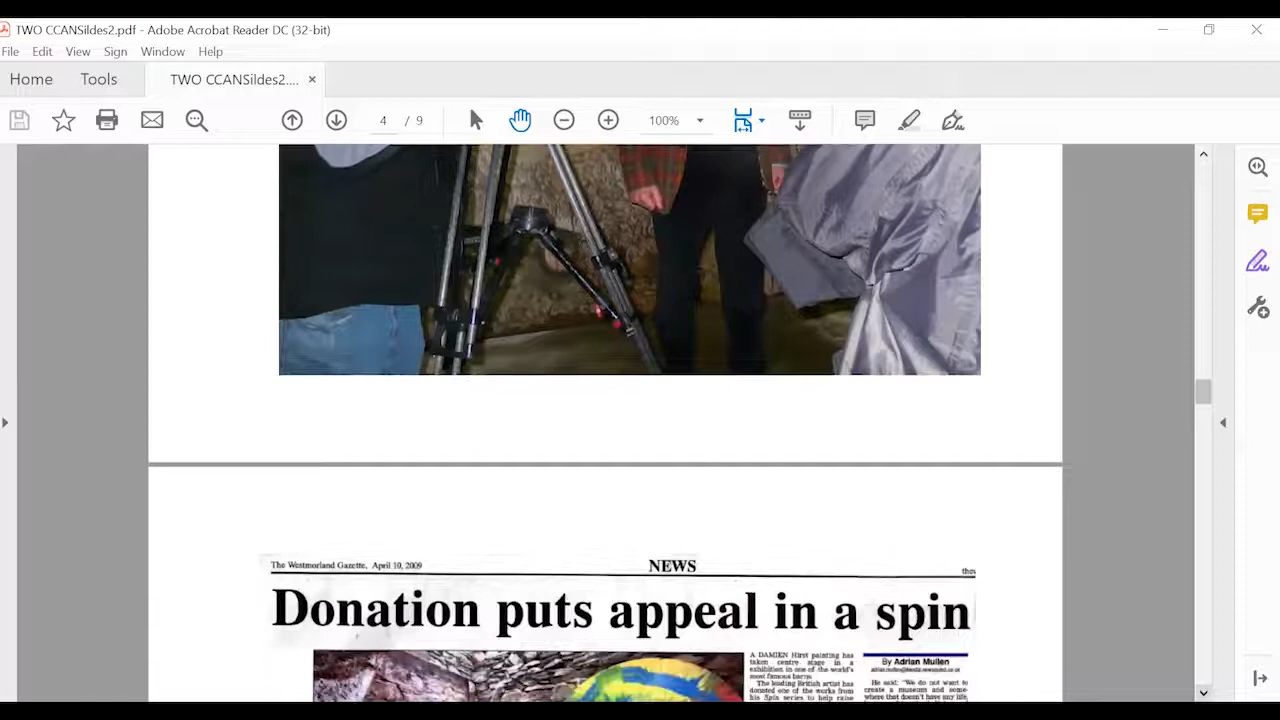 TWO CCANSildes2.pdf - Adobe Acrobat Reader DC (32-bit)
File Edit View Sign Window Help
Home Tools TWO CCANSildes2....
4 / 9 100%
The Westmorland Gazette, April 10, 2009 NEWS
Donation puts appeal in a spin
A DAMIEN Hirst painting has
taken centre stage in a
exhibition in one of the world's
most famous barns.
The leading British artist has
donated one of the works from
his Spin series to help raise
By Adrian Mullen
He said: "We do not want to
create a museum and some-
where that doesn't have any life,